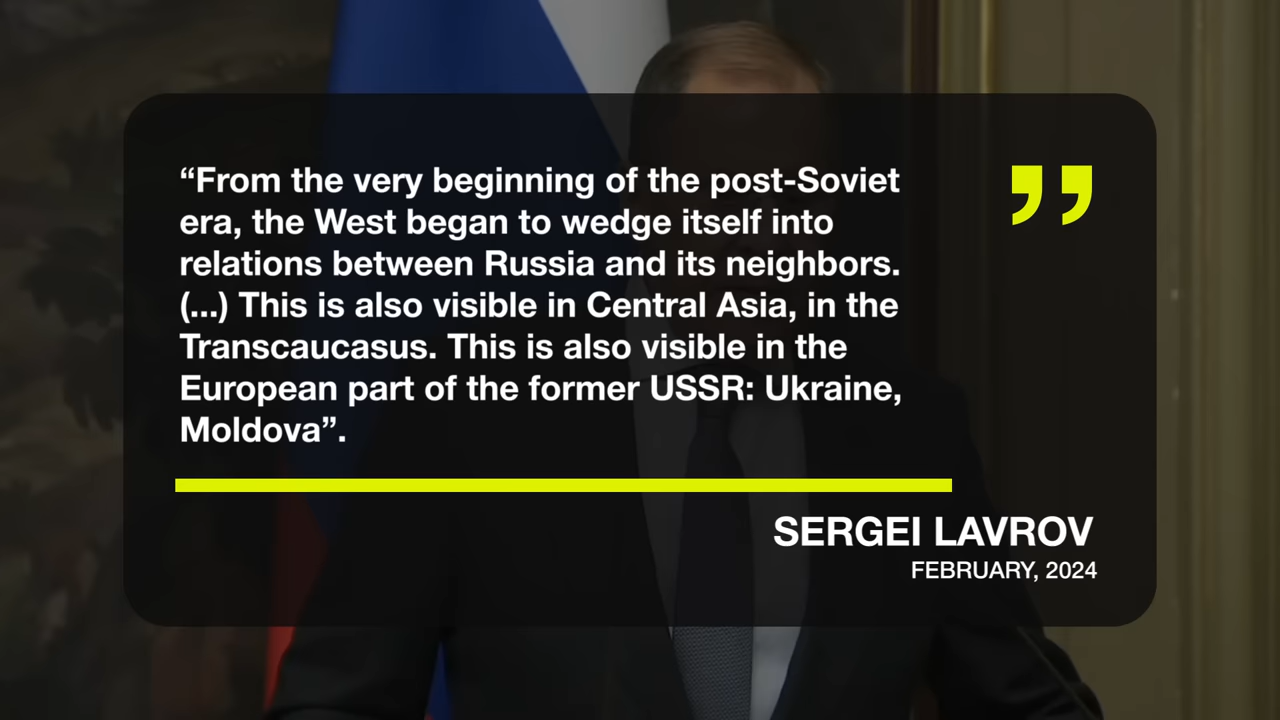 “From the very beginning of the post-Soviet
era, the West began to wedge itself into
relations between Russia and its neighbors.
(...) This is also visible in Central Asia, in the
Transcaucasus. This is also visible in the
European part of the former USSR: Ukraine,
Moldova”.
”
SERGEI LAVROV
FEBRUARY, 2024